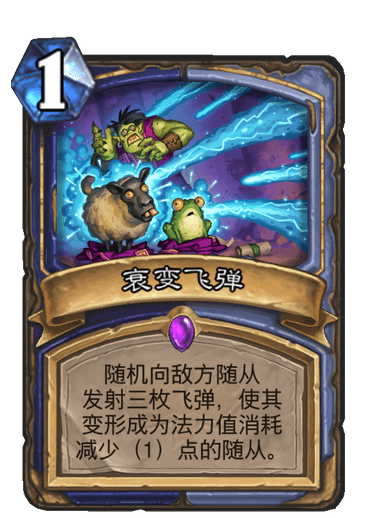 1
衰变飞弹
随机向敌方随从
发射三枚飞弹，使其
变形成为法力值消耗
减少（1）点的随从。